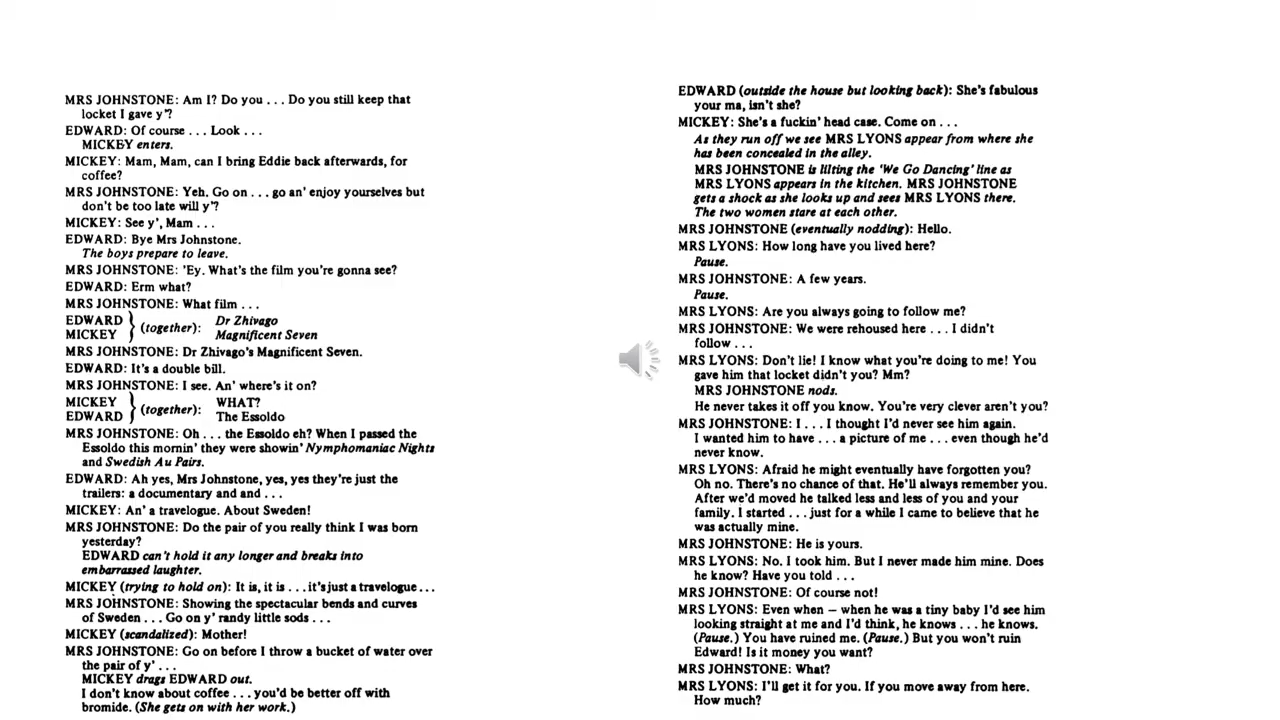 MRS JOHNSTONE: Am I? Do you . . . Do you still keep that
locket I gave y'?
EDWARD: Of course . . . Look . . .
MICKEY enters.
MICKEY: Mam, Mam, can I bring Eddie back afterwards, for
coffee?
MRS JOHNSTONE: Yeh. Go on . . . go an' enjoy yourselves but
don't be too late will y'?
MICKEY: See y', Mam . . .
EDWARD: Bye Mrs Johnstone.
The boys prepare to leave.
MRS JOHNSTONE: 'Ey. What's the film you're gonna see?
EDWARD: Erm what?
MRS JOHNSTONE: What film . . .
EDWARD } (together): Dr Zhivago
MICKEY } Magnificent Seven
MRS JOHNSTONE: Dr Zhivago's Magnificent Seven.
EDWARD: It's a double bill.
MRS JOHNSTONE: I see. An' where's it on?
MICKEY } (together): WHAT?
EDWARD } The Essoldo
MRS JOHNSTONE: Oh . . . the Essoldo eh? When I passed the
Essoldo this mornin' they were showin' Nymphomaniac Nights
and Swedish Au Pairs.
EDWARD: Ah yes, Mrs Johnstone, yes, yes they're just the
trailers: a documentary and and . . .
MICKEY: An' a travelogue. About Sweden!
MRS JOHNSTONE: Do the pair of you really think I was born
yesterday?
EDWARD can't hold it any longer and breaks into
embarrassed laughter.
MICKEY (trying to hold on): It is, it is . . . it's just a travelogue . . .
MRS JOHNSTONE: Showing the spectacular bends and curves
of Sweden . . . Go on y' randy little sods . . .
MICKEY (scandalized): Mother!
MRS JOHNSTONE: Go on before I throw a bucket of water over
the pair of y' . . .
MICKEY drags EDWARD out.
I don't know about coffee . . . you'd be better off with
bromide. (She gets on with her work.)
EDWARD (outside the house but looking back): She's fabulous
your ma, isn't she?
MICKEY: She's a fuckin' head case. Come on . . .
As they run off we see MRS LYONS appear from where she
has been concealed in the alley.
MRS JOHNSTONE is lilting the 'We Go Dancing' line as
MRS LYONS appears in the kitchen. MRS JOHNSTONE
gets a shock as she looks up and sees MRS LYONS there.
The two women stare at each other.
MRS JOHNSTONE (eventually nodding): Hello.
MRS LYONS: How long have you lived here?
Pause.
MRS JOHNSTONE: A few years.
Pause.
MRS LYONS: Are you always going to follow me?
MRS JOHNSTONE: We were rehoused here . . . I didn't
follow . . .
MRS LYONS: Don't lie! I know what you're doing to me! You
gave him that locket didn't you? Mm?
MRS JOHNSTONE nods.
He never takes it off you know. You're very clever aren't you?
MRS JOHNSTONE: I . . . I thought I'd never see him again.
I wanted him to have . . . a picture of me . . . even though he'd
never know.
MRS LYONS: Afraid he might eventually have forgotten you?
Oh no. There's no chance of that. He'll always remember you.
After we'd moved he talked less and less of you and your
family. I started . . . just for a while I came to believe that he
was actually mine.
MRS JOHNSTONE: He is yours.
MRS LYONS: No. I took him. But I never made him mine. Does
he know? Have you told . . .
MRS JOHNSTONE: Of course not!
MRS LYONS: Even when – when he was a tiny baby I'd see him
looking straight at me and I'd think, he knows . . . he knows.
(Pause.) You have ruined me. (Pause.) But you won't ruin
Edward! Is it money you want?
MRS JOHNSTONE: What?
MRS LYONS: I'll get it for you. If you move away from here.
How much?